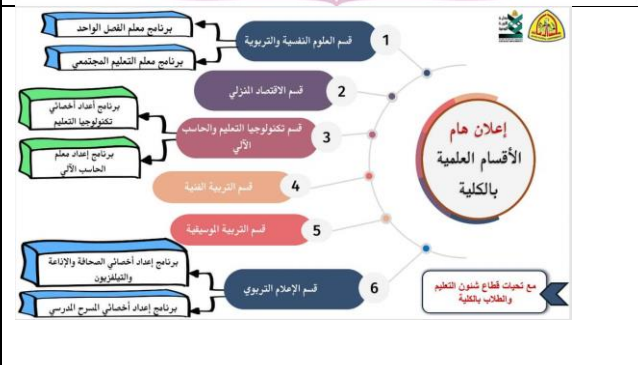 إعلان هام
الأقسام العلمية
بالكلية
1
قسم العلوم النفسية والتربوية
برنامج معلم الفصل الواحد
برنامج معلم التعليم المجتمعي
2
قسم الاقتصاد المنزلي
3
قسم تكنولوجيا التعليم والحاسب
الآلي
برنامج أعداد أخصائي
تكنولوجيا التعليم
برنامج إعداد معلم
الحاسب الآلي
4
قسم التربية الفنية
5
قسم التربية الموسيقية
6
قسم الإعلام التربوي
برنامج إعداد أخصائي الصحافة والإذاعة
والتيلفزيون
برنامج إعداد أخصائي المسرح المدرسي
مع تحيات قطاع شئون التعليم
والطلاب بالكلية